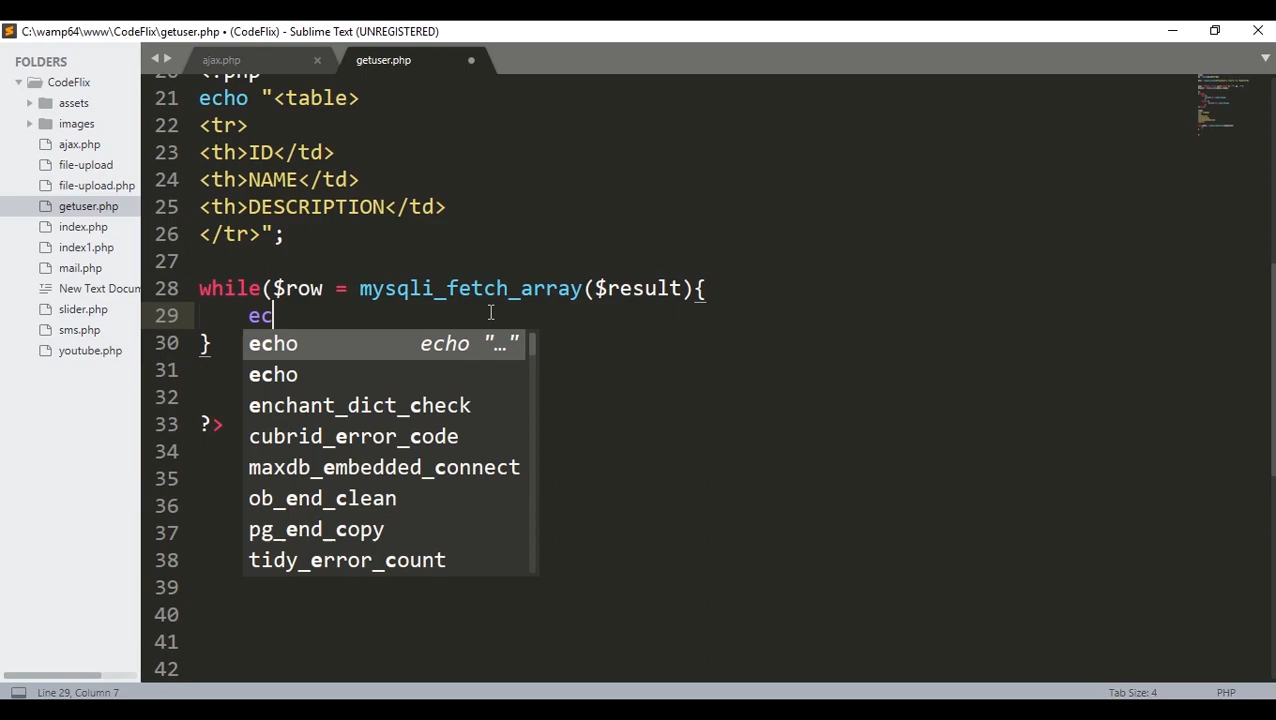 C:\wamp64\www\CodeFlix\getuser.php • (CodeFlix) - Sublime Text (UNREGISTERED)
FOLDERS
CodeFlix
assets
images
ajax.php
file-upload
file-upload.php
getuser.php
index.php
index1.php
mail.php
New Text Docum
slider.php
sms.php
youtube.php
ajax.php
getuser.php
20 <?php
21 echo "<table>
22 <tr>
23 <th>ID</td>
24 <th>NAME</td>
25 <th>DESCRIPTION</td>
26 </tr>";
27
28 while($row = mysqli_fetch_array($result){
29 ec
30 }
31
32
33 ?>
34
35
36
37
38
39
40
41
42
echo echo "…"
echo
enchant_dict_check
cubrid_error_code
maxdb_embedded_connect
ob_end_clean
pg_end_copy
tidy_error_count
Line 29, Column 7
Tab Size: 4
PHP